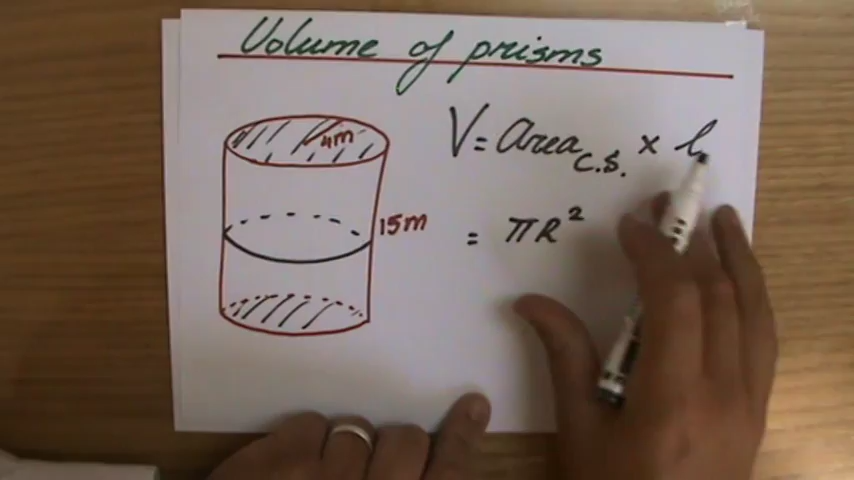 Volume of prisms
4m
V = Area c.s. × l
15m
= πR²